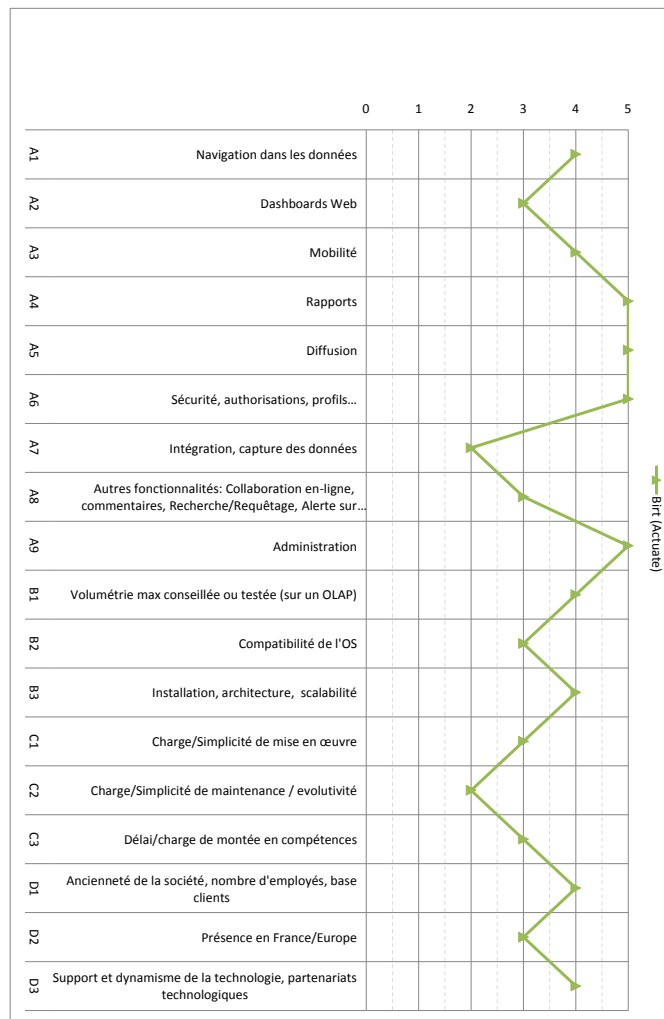 0 1 2 3 4 5
A1 Navigation dans les données
A2 Dashboards Web
A3 Mobilité
A4 Rapports
A5 Diffusion
A6 Sécurité, authorisations, profils...
A7 Intégration, capture des données
A8 Autres fonctionnalités: Collaboration en-ligne,
commentaires, Recherche/Requêtage, Alerte sur...
A9 Administration
B1 Volumétrie max conseillée ou testée (sur un OLAP)
B2 Compatibilité de l'OS
B3 Installation, architecture, scalabilité
C1 Charge/Simplicité de mise en œuvre
C2 Charge/Simplicité de maintenance / evolutivité
C3 Délai/charge de montée en compétences
D1 Ancienneté de la société, nombre d'employés, base
clients
D2 Présence en France/Europe
D3 Support et dynamisme de la technologie, partenariats
technologiques
Birt (Actuate)